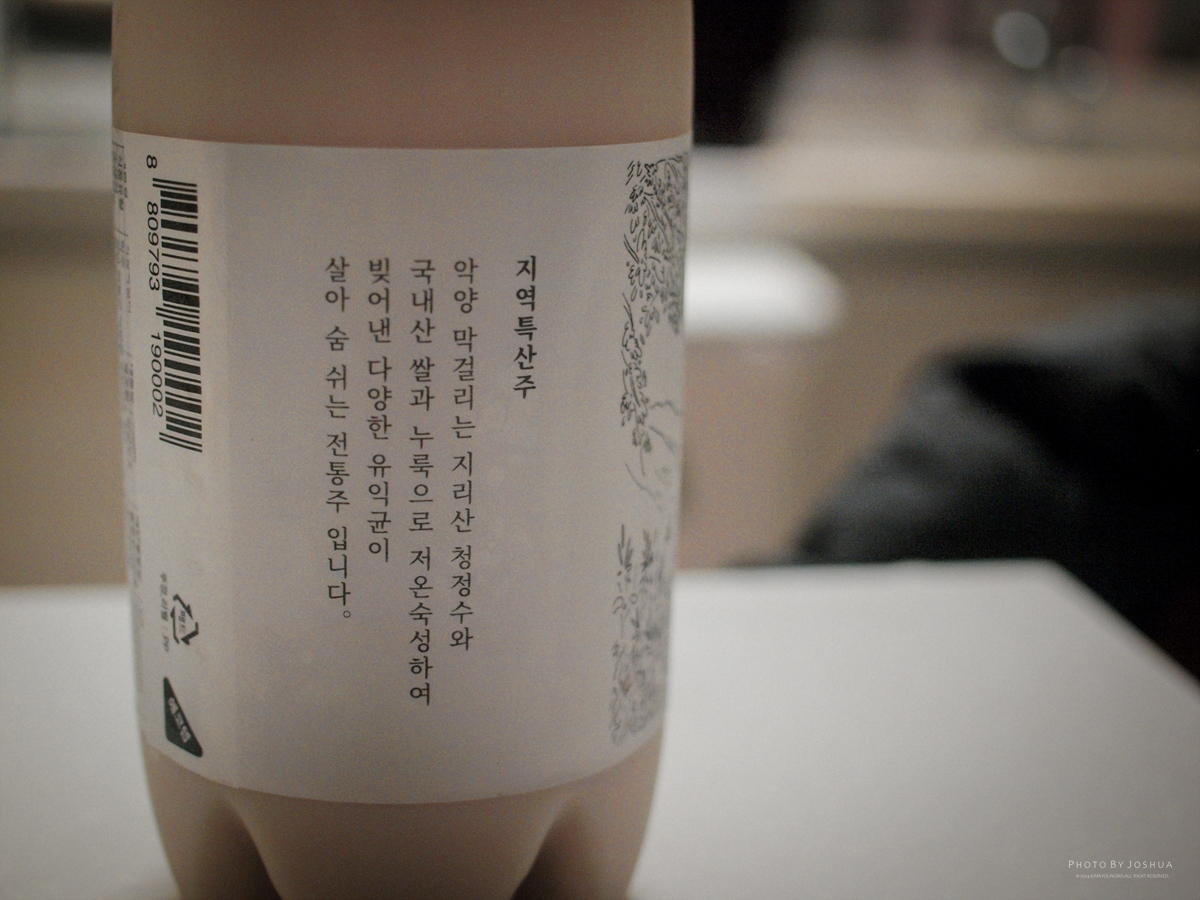 지역특산주
악양 막걸리는 지리산 청정수와
국내산 쌀과 누룩으로 저온숙성하여
빚어낸 다양한 유익균이
살아 숨 쉬는 전통주 입니다.
8 809793 190002
PHOTO BY JOSHUA